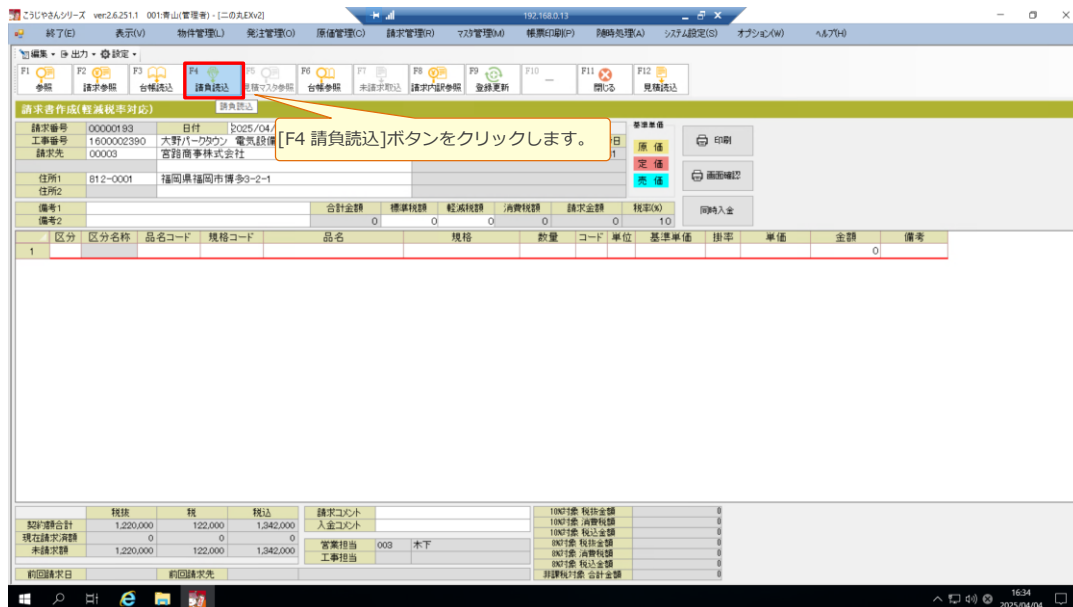 こうじやさんシリーズ ver.2.6.251.1 001:青山(管理者) - [二の丸EXv2]
192.168.0.13
終了(E) 表示(V) 物件管理(L) 発注管理(O) 原価管理(C) 請求管理(R) マスタ管理(M) 帳票印刷(P) 随時処理(A) システム設定(S) オプション(W) ヘルプ(H)
編集 出力 設定
F1 F2 F3 F4 F5 F6 F7 F8 F9 F10 F11 F12
参照 請求参照 台帳読込 請負読込 見積マスタ参照 台帳参照 未請求取込 請求内訳参照 登録更新 閉じる 見積読込
請求書作成(軽減税率対応)
請負読込
[F4 請負読込]ボタンをクリックします。
請求番号 00000193 日付 2025/04/
工事番号 1600002390 大野パークタウン 電気設備
請求先 00003 宮路商事株式会社
住所1 812-0001 福岡県福岡市博多3-2-1
住所2
基準単価
原価
定価
売価
印刷
画面確認
同時入金
備考1
備考2
合計金額 標準税額 軽減税額 消費税額 請求金額 税率(%)
0 0 0 0 0 10
区分 区分名称 品名コード 規格コード 品名 規格 数量 コード 単位 基準単価 掛率 単価 金額 備考
1 0
税抜 税 税込
契約額合計 1,220,000 122,000 1,342,000
現在請求済額 0 0 0
未請求額 1,220,000 122,000 1,342,000
前回請求日 前回請求先
請求コメント
入金コメント
営業担当 003 木下
工事担当
10%対象 税抜金額 0
10%対象 消費税額 0
10%対象 税込金額 0
8%対象 税抜金額 0
8%対象 消費税額 0
8%対象 税込金額 0
非課税対象 合計金額 0
16:34
2025/04/04